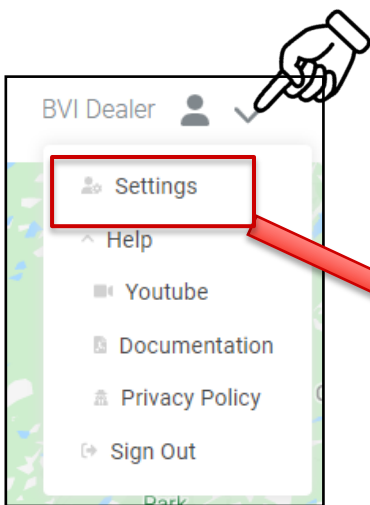 BVI Dealer
Settings
Help
Youtube
Documentation
Privacy Policy
Sign Out
Park